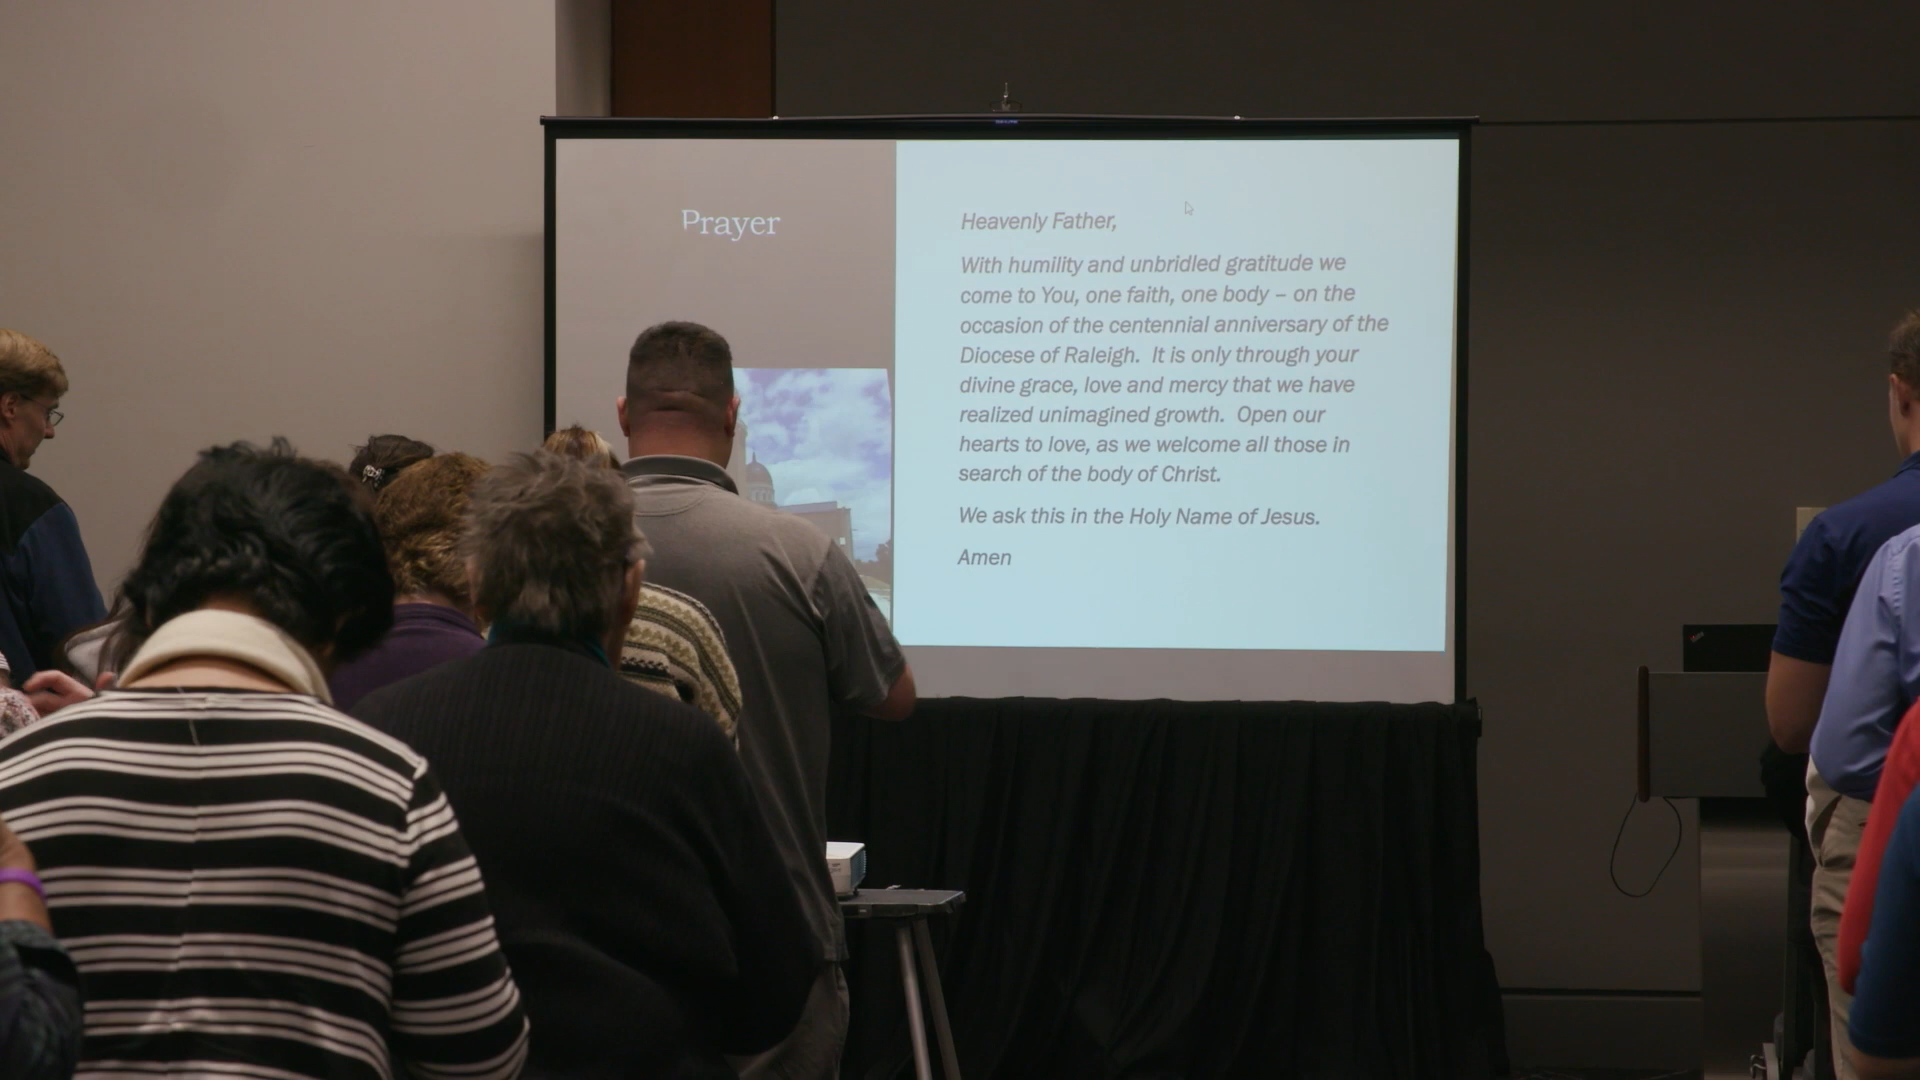 Prayer
Heavenly Father,
With humility and unbridled gratitude we
come to You, one faith, one body – on the
occasion of the centennial anniversary of the
Diocese of Raleigh.  It is only through your
divine grace, love and mercy that we have
realized unimagined growth.  Open our
hearts to love, as we welcome all those in
search of the body of Christ.
We ask this in the Holy Name of Jesus.
Amen